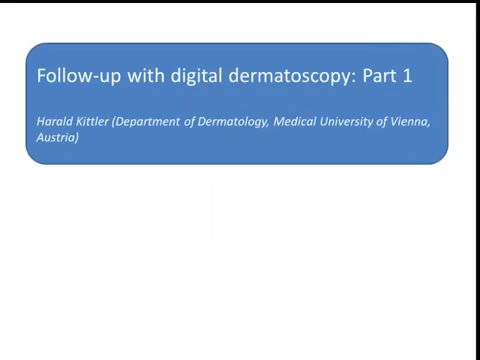 Follow-up with digital dermatoscopy: Part 1
Harald Kittler (Department of Dermatology, Medical University of Vienna,
Austria)